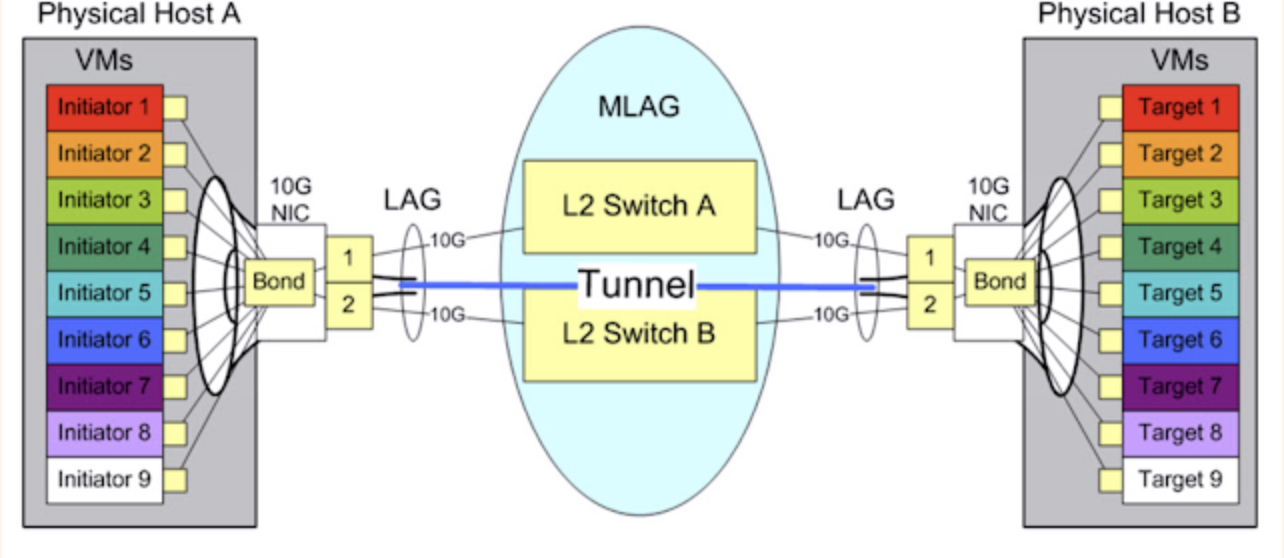 Physical Host A
Physical Host B
VMs
VMs
MLAG
Initiator 1
Initiator 2
Initiator 3
Initiator 4
Initiator 5
Initiator 6
Initiator 7
Initiator 8
Initiator 9
10G
NIC
Bond
1
2
LAG
10G
10G
L2 Switch A
Tunnel
L2 Switch B
LAG
10G
10G
10G
NIC
1
2
Bond
Target 1
Target 2
Target 3
Target 4
Target 5
Target 6
Target 7
Target 8
Target 9